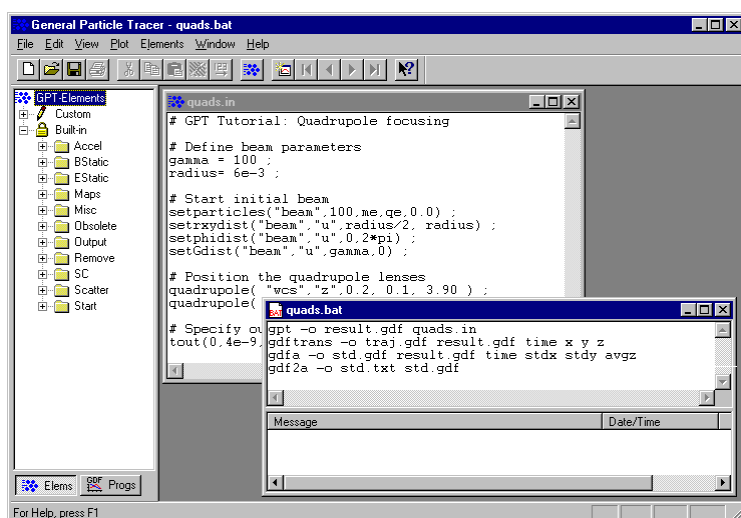 General Particle Tracer - quads.bat
File Edit View Plot Elements Window Help
GPT-Elements
Custom
Built-in
Accel
BStatic
EStatic
Maps
Misc
Obsolete
Output
Remove
SC
Scatter
Start
Elems
GDF
Progs
quads.in
# GPT Tutorial: Quadrupole focusing
# Define beam parameters
gamma = 100 ;
radius= 6e-3 ;
# Start initial beam
setparticles("beam",100,me,qe,0.0) ;
setrxydist("beam","u",radius/2, radius) ;
setphidist("beam","u",0,2*pi) ;
setGdist("beam","u",gamma,0) ;
# Position the quadrupole lenses
quadrupole( "wcs","z",0.2, 0.1, 3.90 ) ;
quadrupole(
# Specify ou
tout(0,4e-9,
BAT
quads.bat
gpt -o result.gdf quads.in
gdftrans -o traj.gdf result.gdf time x y z
gdfa -o std.gdf result.gdf time stdx stdy avgz
gdf2a -o std.txt std.gdf
Message Date/Time
For Help, press F1